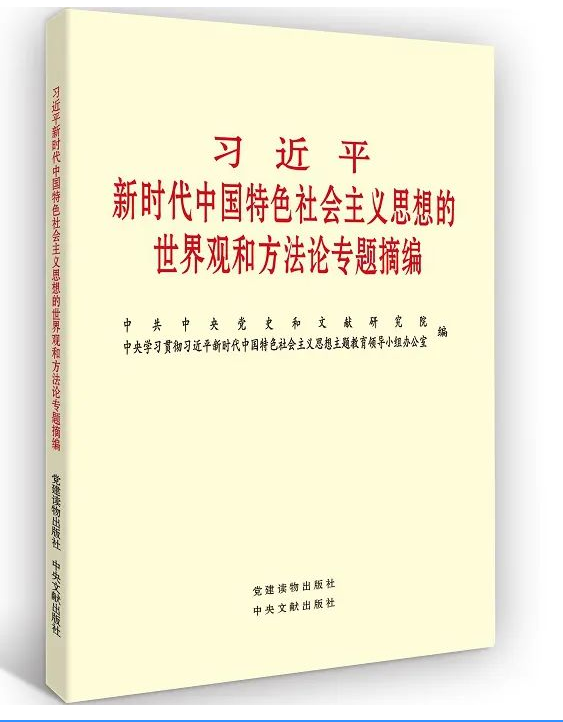 习近平
新时代中国特色社会主义思想的
世界观和方法论专题摘编
中共中央党史和文献研究院
中央学习贯彻习近平新时代中国特色社会主义思想主题教育领导小组办公室
编
党建读物出版社
中央文献出版社
习近平新时代中国特色社会主义思想的世界观和方法论专题摘编
党建读物出版社 中央文献出版社